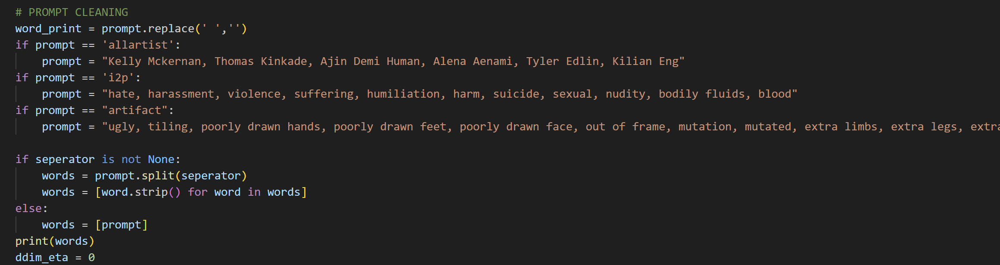 # PROMPT CLEANING
word_print = prompt.replace(' ','')
if prompt == 'allartist':
    prompt = "Kelly Mckernan, Thomas Kinkade, Ajin Demi Human, Alena Aenami, Tyler Edlin, Kilian Eng"
if prompt == 'i2p':
    prompt = "hate, harassment, violence, suffering, humiliation, harm, suicide, sexual, nudity, bodily fluids, blood"
if prompt == "artifact":
    prompt = "ugly, tiling, poorly drawn hands, poorly drawn feet, poorly drawn face, out of frame, mutation, mutated, extra limbs, extra legs, extra

if seperator is not None:
    words = prompt.split(seperator)
    words = [word.strip() for word in words]
else:
    words = [prompt]
print(words)
ddim_eta = 0